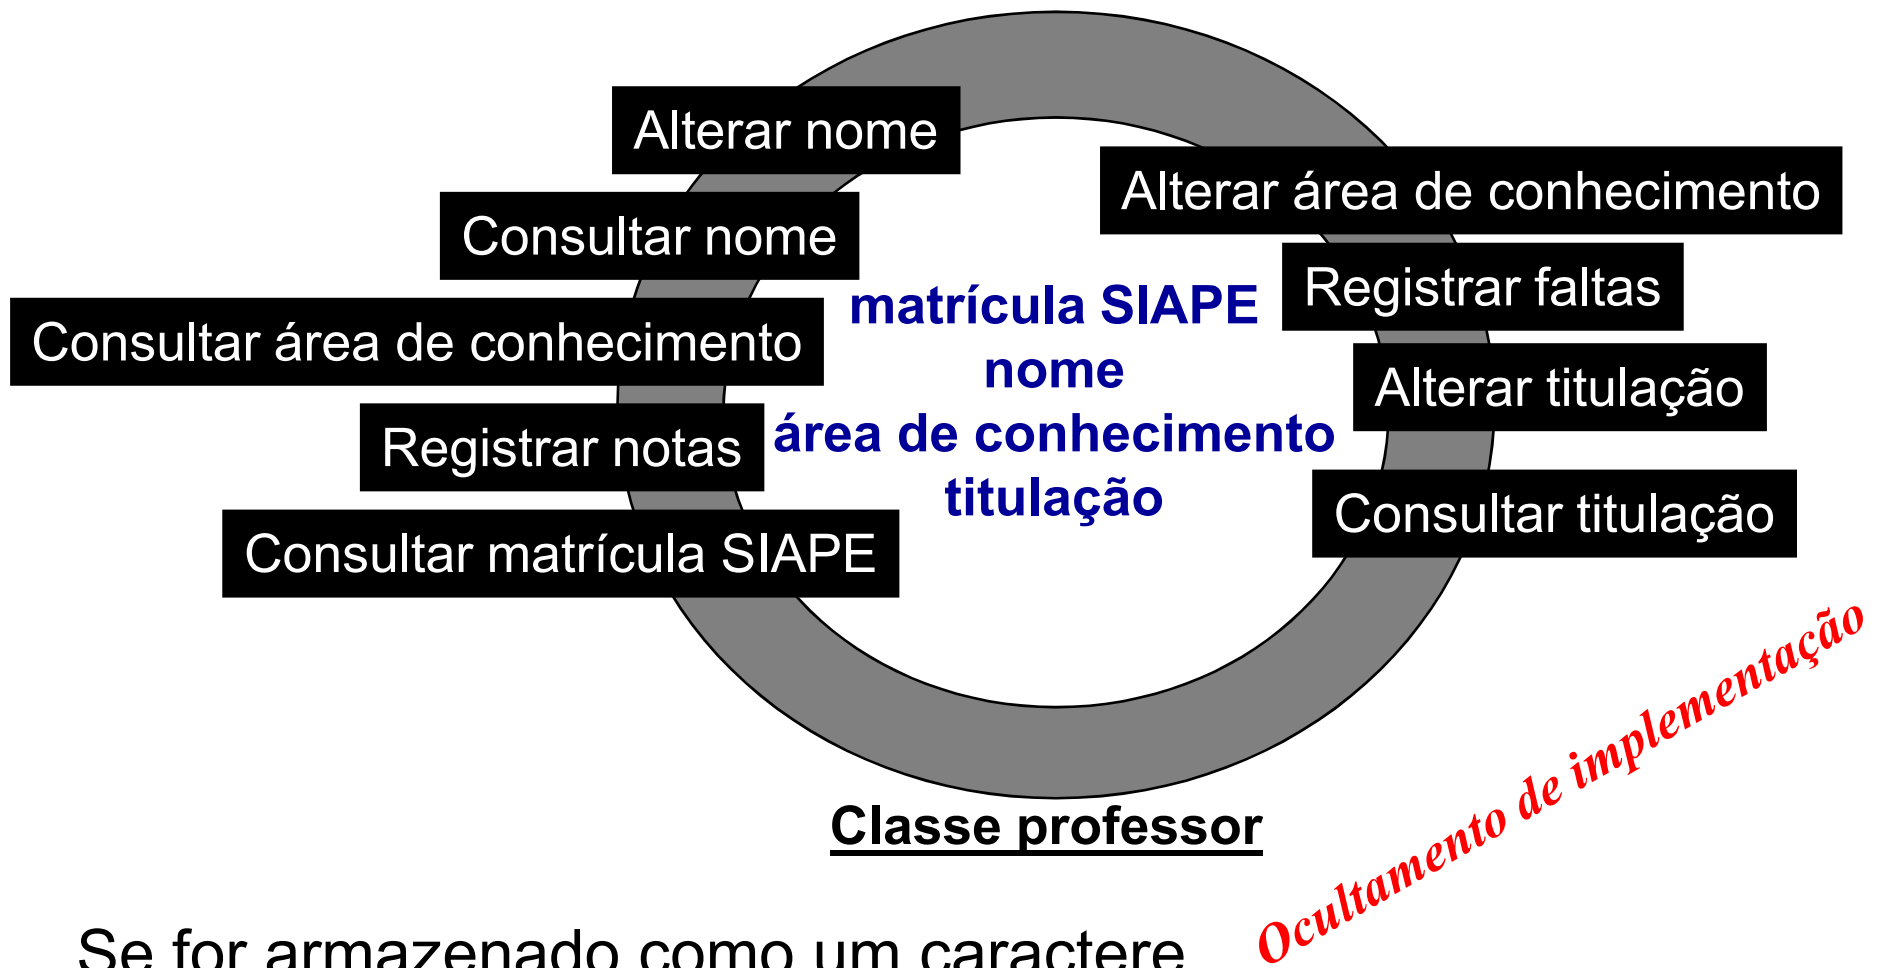 Alterar nome
Consultar nome
Consultar área de conhecimento
Registrar notas
Consultar matrícula SIAPE
matrícula SIAPE
nome
área de conhecimento
titulação
Alterar área de conhecimento
Registrar faltas
Alterar titulação
Consultar titulação
Classe professor
Ocultamento de implementação
Se for armazenado como um caractere